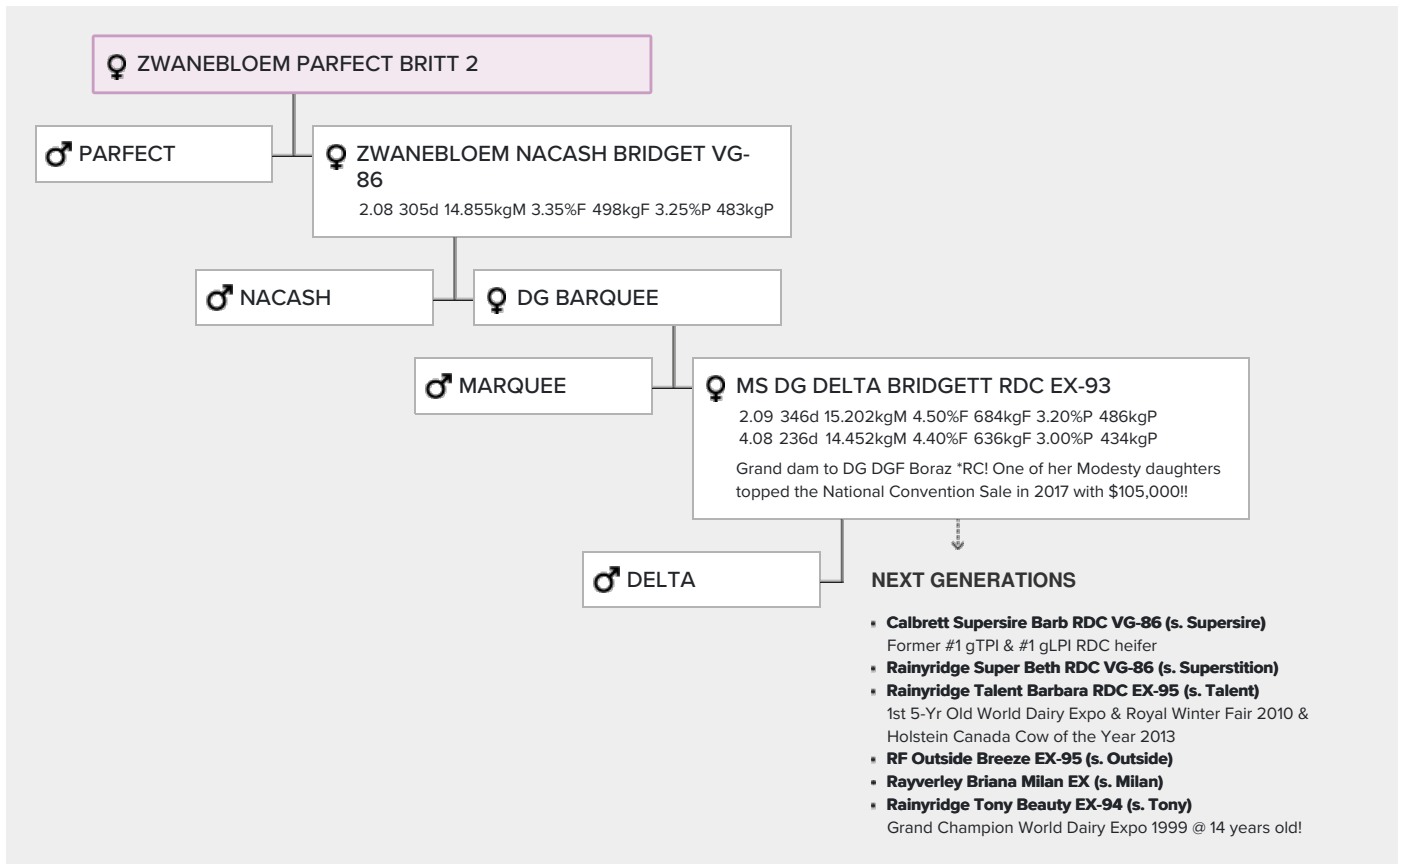 ZWANEBLOEM PARFECT BRITT 2
PARFECT
ZWANEBLOEM NACASH BRIDGET VG-
86
2.08 305d 14.855kgM 3.35%F 498kgF 3.25%P 483kgP
NACASH
DG BARQUEE
MARQUEE
MS DG DELTA BRIDGETT RDC EX-93
2.09 346d 15.202kgM 4.50%F 684kgF 3.20%P 486kgP
4.08 236d 14.452kgM 4.40%F 636kgF 3.00%P 434kgP
Grand dam to DG DGF Boraz *RC! One of her Modesty daughters
topped the National Convention Sale in 2017 with $105,000!!
DELTA
NEXT GENERATIONS
▪ Calbrett Supersire Barb RDC VG-86 (s. Supersire)
Former #1 gTPI & #1 gLPI RDC heifer
▪ Rainyridge Super Beth RDC VG-86 (s. Superstition)
▪ Rainyridge Talent Barbara RDC EX-95 (s. Talent)
1st 5-Yr Old World Dairy Expo & Royal Winter Fair 2010 &
Holstein Canada Cow of the Year 2013
▪ RF Outside Breeze EX-95 (s. Outside)
▪ Rayverley Briana Milan EX (s. Milan)
▪ Rainyridge Tony Beauty EX-94 (s. Tony)
Grand Champion World Dairy Expo 1999 @ 14 years old!